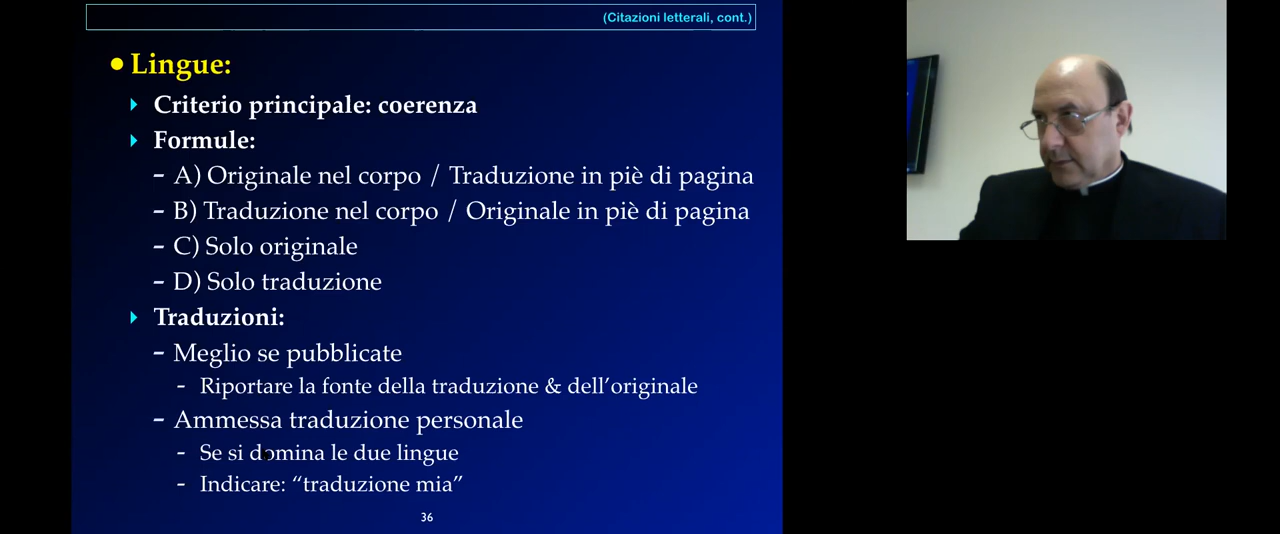 (Citazioni letterali, cont.)
• Lingue:
Criterio principale: coerenza
Formule:
- A) Originale nel corpo / Traduzione in piè di pagina
- B) Traduzione nel corpo / Originale in piè di pagina
- C) Solo originale
- D) Solo traduzione
Traduzioni:
- Meglio se pubblicate
- Riportare la fonte della traduzione & dell’originale
- Ammessa traduzione personale
- Se si domina le due lingue
- Indicare: “traduzione mia”
36